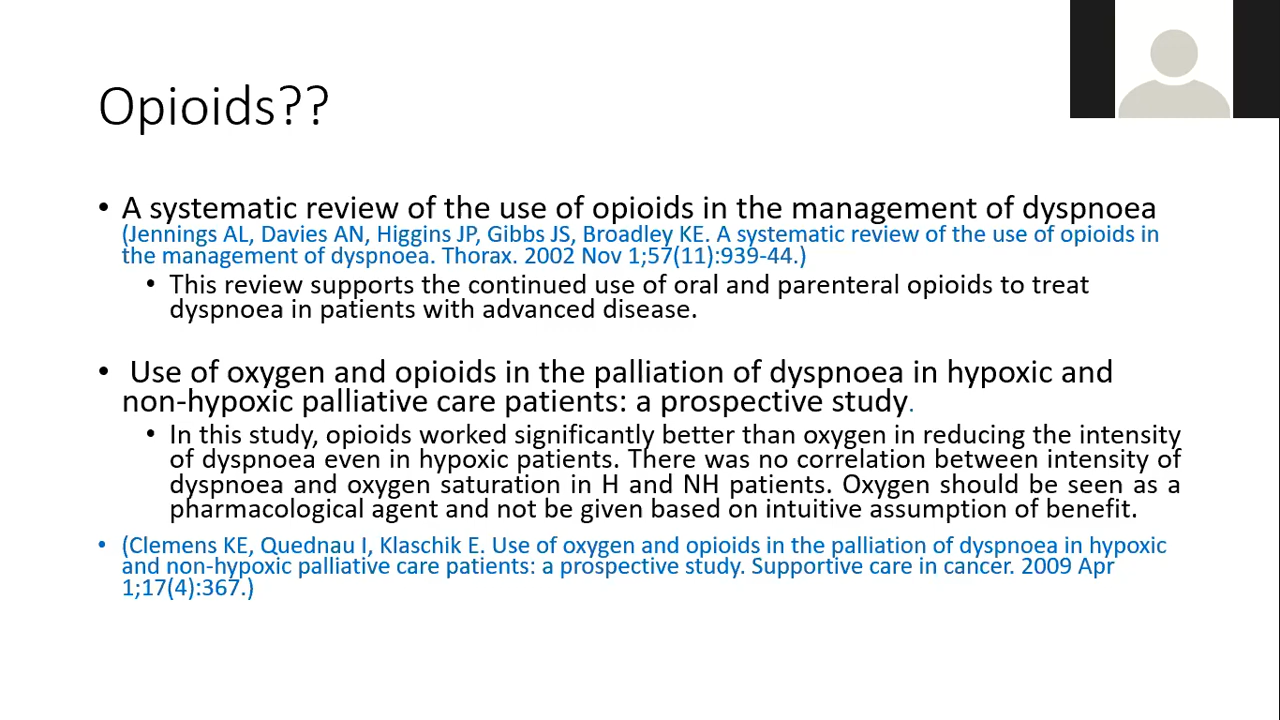 Opioids??
• A systematic review of the use of opioids in the management of dyspnoea
(Jennings AL, Davies AN, Higgins JP, Gibbs JS, Broadley KE. A systematic review of the use of opioids in
the management of dyspnoea. Thorax. 2002 Nov 1;57(11):939-44.)
• This review supports the continued use of oral and parenteral opioids to treat
dyspnoea in patients with advanced disease.
• Use of oxygen and opioids in the palliation of dyspnoea in hypoxic and
non-hypoxic palliative care patients: a prospective study.
• In this study, opioids worked significantly better than oxygen in reducing the intensity
of dyspnoea even in hypoxic patients. There was no correlation between intensity of
dyspnoea and oxygen saturation in H and NH patients. Oxygen should be seen as a
pharmacological agent and not be given based on intuitive assumption of benefit.
• (Clemens KE, Quednau I, Klaschik E. Use of oxygen and opioids in the palliation of dyspnoea in hypoxic
and non-hypoxic palliative care patients: a prospective study. Supportive care in cancer. 2009 Apr
1;17(4):367.)